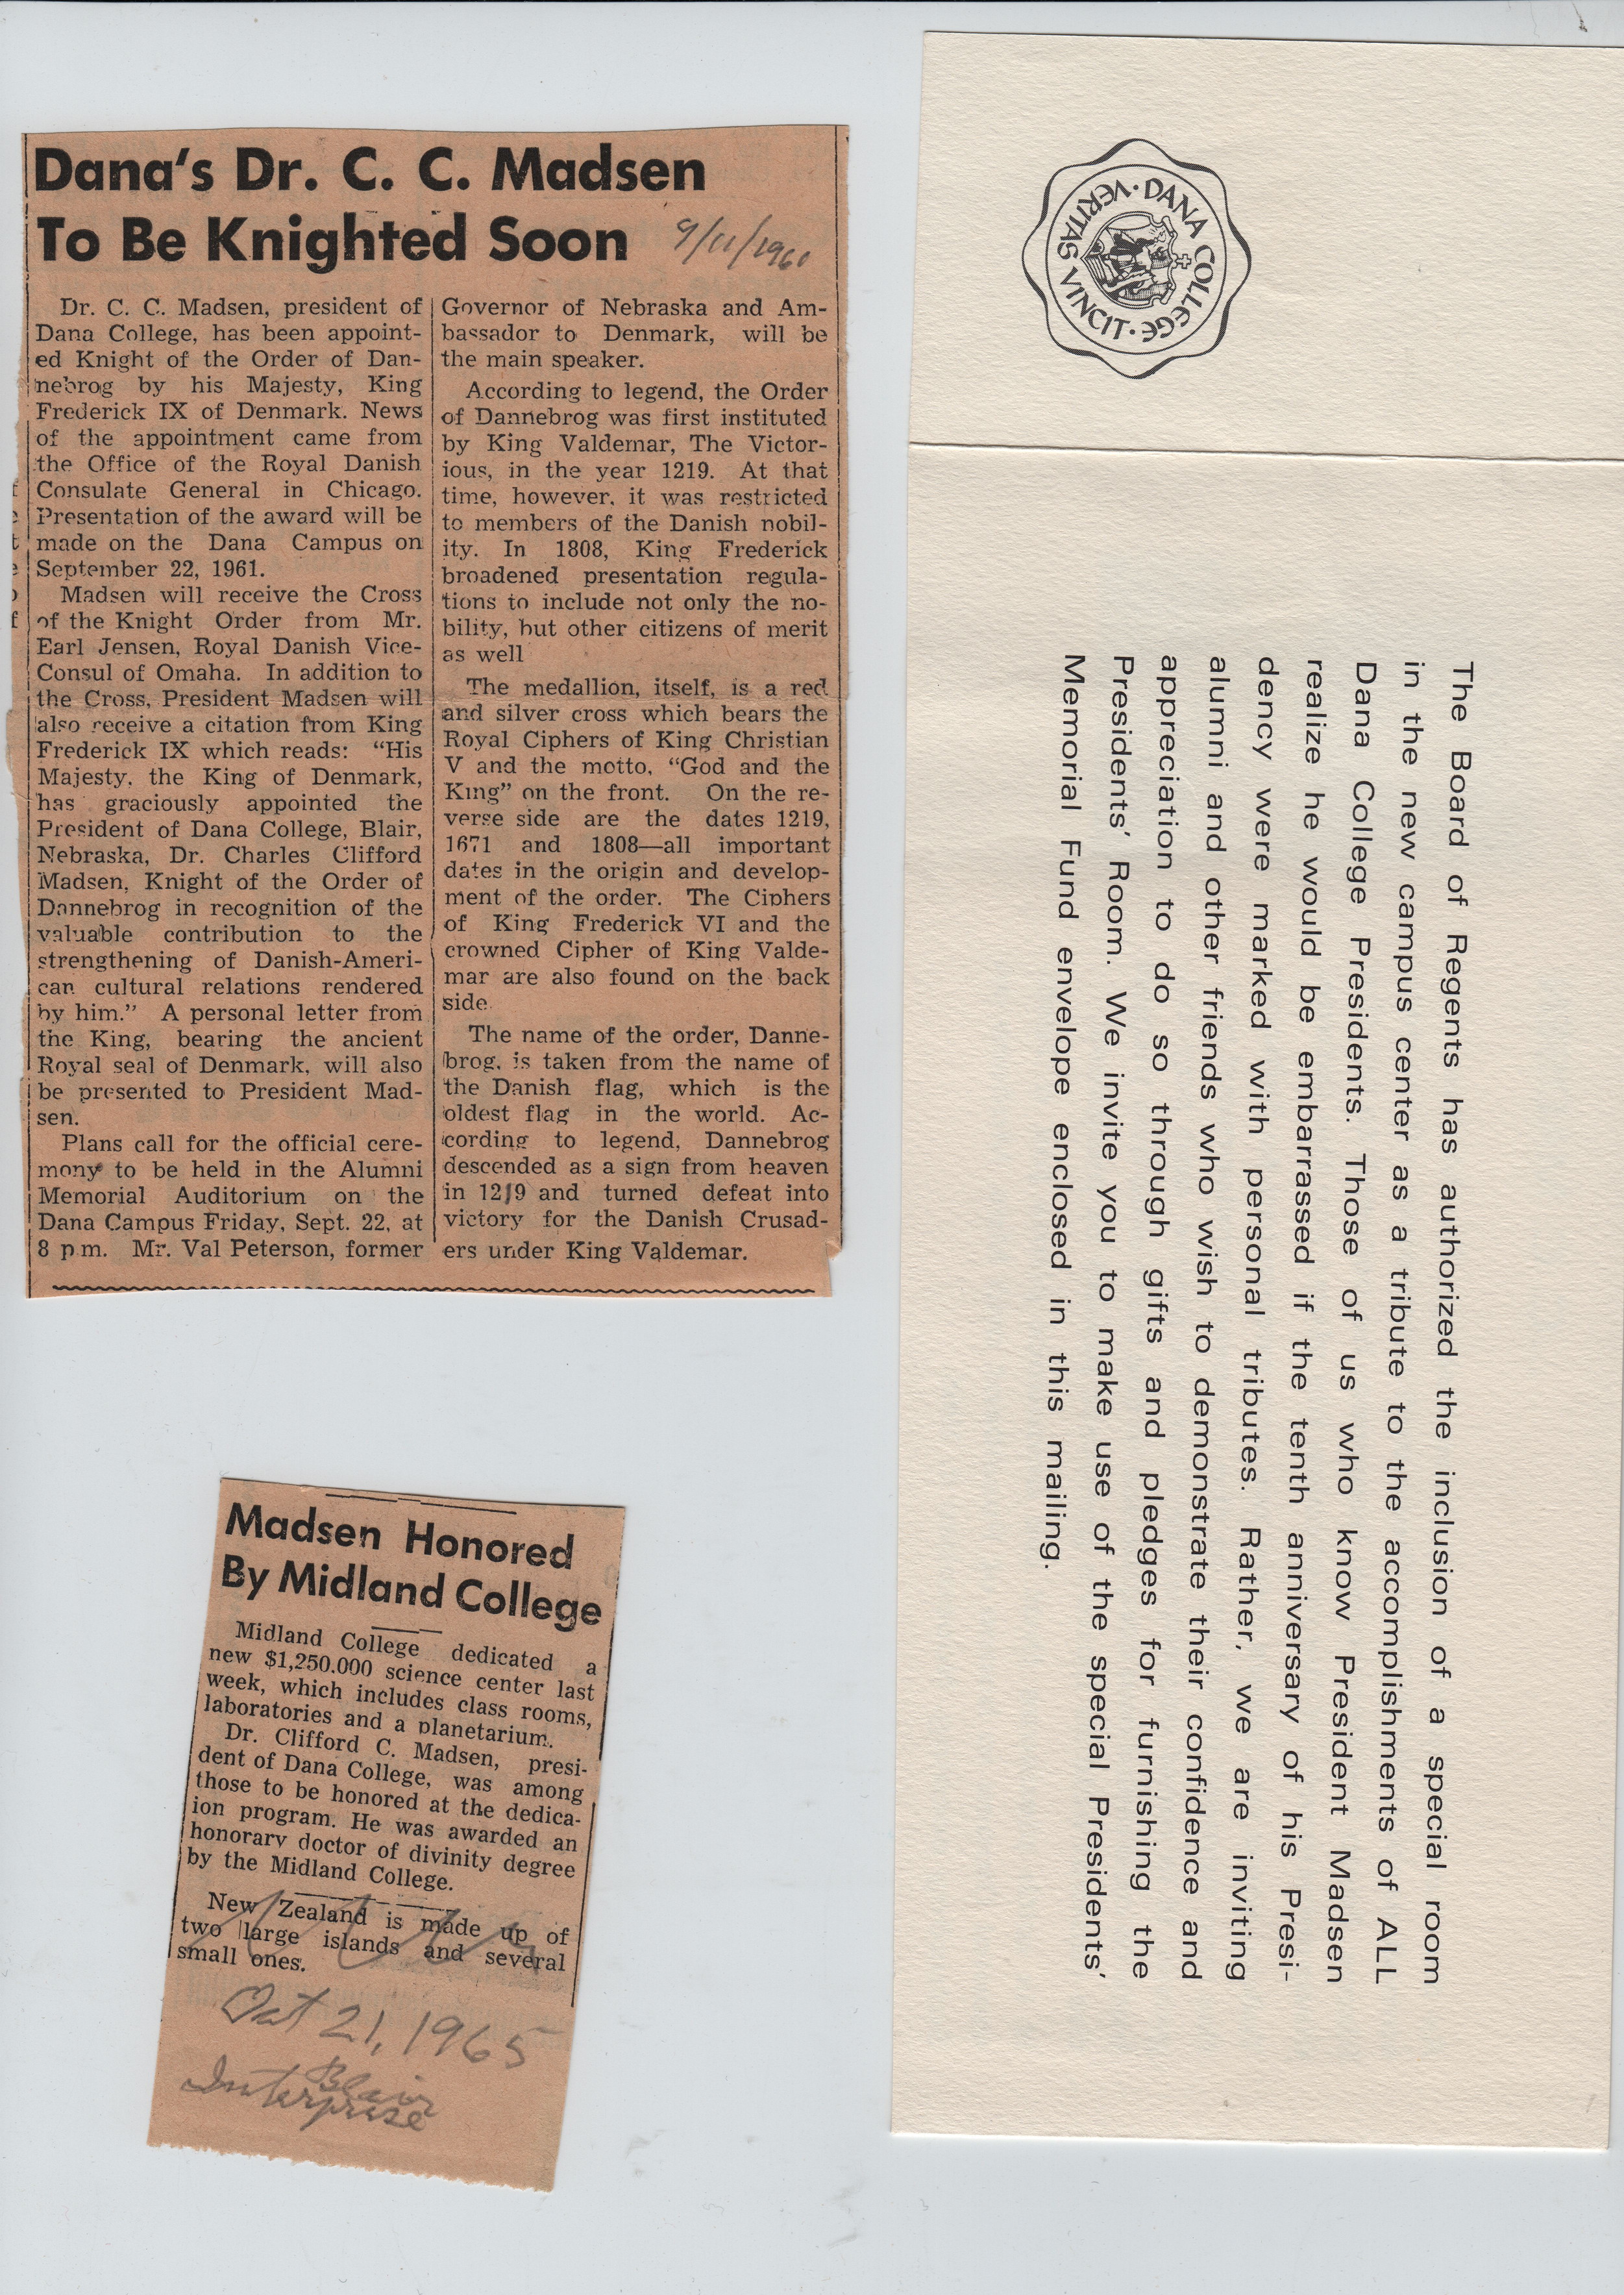 Dana's Dr. C. C. Madsen
To Be Knighted Soon
9/11/1960
Dr. C. C. Madsen, president of
Dana College, has been appoint-
ed Knight of the Order of Dan-
nebrog by his Majesty, King
Frederick IX of Denmark. News
of the appointment came from
the Office of the Royal Danish
Consulate General in Chicago.
Presentation of the award will be
made on the Dana Campus on
September 22, 1961.
Madsen will receive the Cross
of the Knight Order from Mr.
Earl Jensen, Royal Danish Vice-
Consul of Omaha. In addition to
the Cross, President Madsen will
also receive a citation from King
Frederick IX which reads: "His
Majesty, the King of Denmark,
has graciously appointed the
President of Dana College, Blair,
Nebraska, Dr. Charles Clifford
Madsen, Knight of the Order of
Dannebrog in recognition of the
valuable contribution to the
strengthening of Danish-Ameri-
can cultural relations rendered
by him." A personal letter from
the King, bearing the ancient
Royal seal of Denmark, will also
be presented to President Mad-
sen.
Plans call for the official cere-
mony to be held in the Alumni
Memorial Auditorium on the
Dana Campus Friday, Sept. 22, at
8 p.m. Mr. Val Peterson, former
Governor of Nebraska and Am-
bassador to Denmark, will be
the main speaker.
According to legend, the Order
of Dannebrog was first instituted
by King Valdemar, The Victor-
ious, in the year 1219. At that
time, however, it was restricted
to members of the Danish nobil-
ity. In 1808, King Frederick
broadened presentation regula-
tions to include not only the no-
bility, but other citizens of merit
as well
The medallion, itself, is a red
and silver cross which bears the
Royal Ciphers of King Christian
V and the motto, "God and the
King" on the front. On the re-
verse side are the dates 1219,
1671 and 1808—all important
dates in the origin and develop-
ment of the order. The Ciphers
of King Frederick VI and the
crowned Cipher of King Valde-
mar are also found on the back
side.
The name of the order, Danne-
brog, is taken from the name of
the Danish flag, which is the
oldest flag in the world. Ac-
cording to legend, Dannebrog
descended as a sign from heaven
in 1219 and turned defeat into
victory for the Danish Crusad-
ers under King Valdemar.
Madsen Honored
By Midland College
Midland College dedicated a
new $1,250.000 science center last
week, which includes class rooms,
laboratories and a planetarium.
Dr. Clifford C. Madsen, presi-
dent of Dana College, was among
those to be honored at the dedica-
ion program. He was awarded an
honorary doctor of divinity degree
by the Midland College.
New Zealand is made up of
two large islands and several
small ones.
Oct 21, 1965
Blair
Enterprise
DANA COLLEGE · VERITAS VINCIT ·
The Board of Regents has authorized the inclusion of a special room
in the new campus center as a tribute to the accomplishments of ALL
Dana College Presidents. Those of us who know President Madsen
realize he would be embarrassed if the tenth anniversary of his Presi-
dency were marked with personal tributes. Rather, we are inviting
alumni and other friends who wish to demonstrate their confidence and
appreciation to do so through gifts and pledges for furnishing the
Presidents' Room. We invite you to make use of the special Presidents'
Memorial Fund envelope enclosed in this mailing.